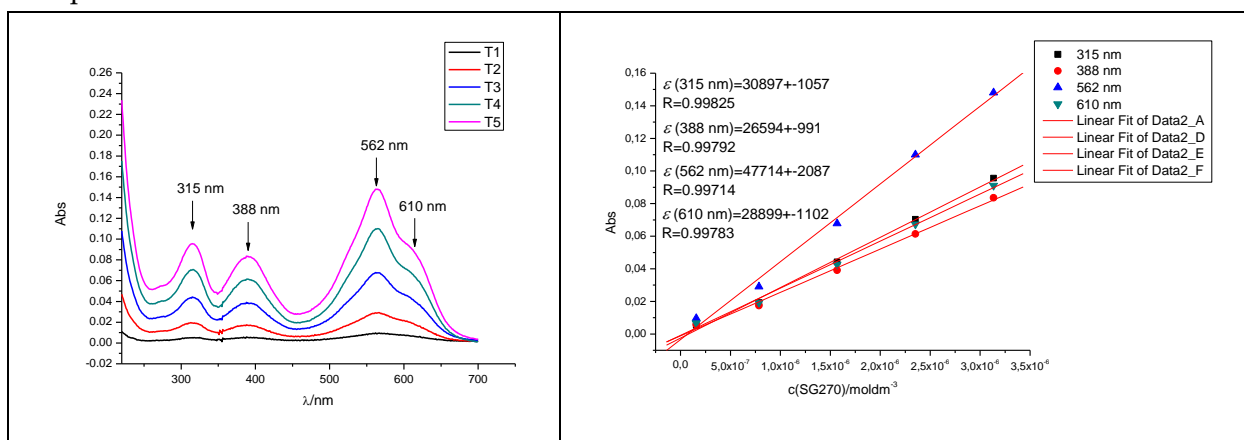 T1
T2
T3
T4
T5
0.26
0.24
0.22
0.20
0.18
0.16
0.14
0.12
0.10
0.08
0.06
0.04
0.02
0.00
-0.02
Abs
315 nm
388 nm
562 nm
610 nm
300
400
500
600
700
λ/nm
315 nm
388 nm
562 nm
610 nm
Linear Fit of Data2_A
Linear Fit of Data2_D
Linear Fit of Data2_E
Linear Fit of Data2_F
ε (315 nm)=30897+-1057
R=0.99825
ε (388 nm)=26594+-991
R=0.99792
ε (562 nm)=47714+-2087
R=0.99714
ε (610 nm)=28899+-1102
R=0.99783
0,16
0,14
0,12
0,10
0,08
0,06
0,04
0,02
0,00
Abs
0,0
5,0x10⁻⁷
1,0x10⁻⁶
1,5x10⁻⁶
2,0x10⁻⁶
2,5x10⁻⁶
3,0x10⁻⁶
3,5x10⁻⁶
c(SG270)/moldm⁻³